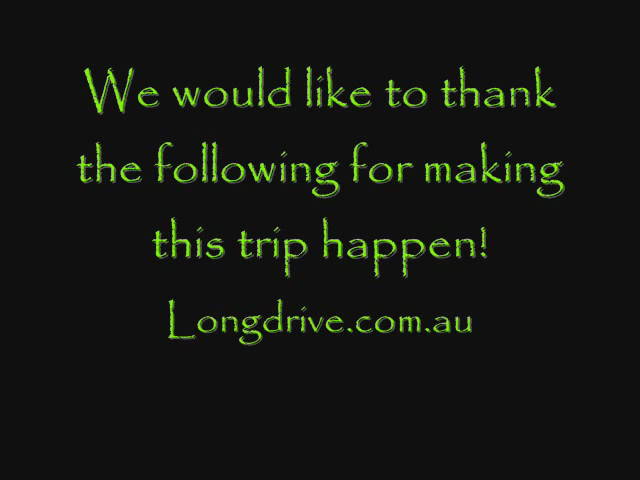 We would like to thank
the following for making
this trip happen!
Longdrive.com.au